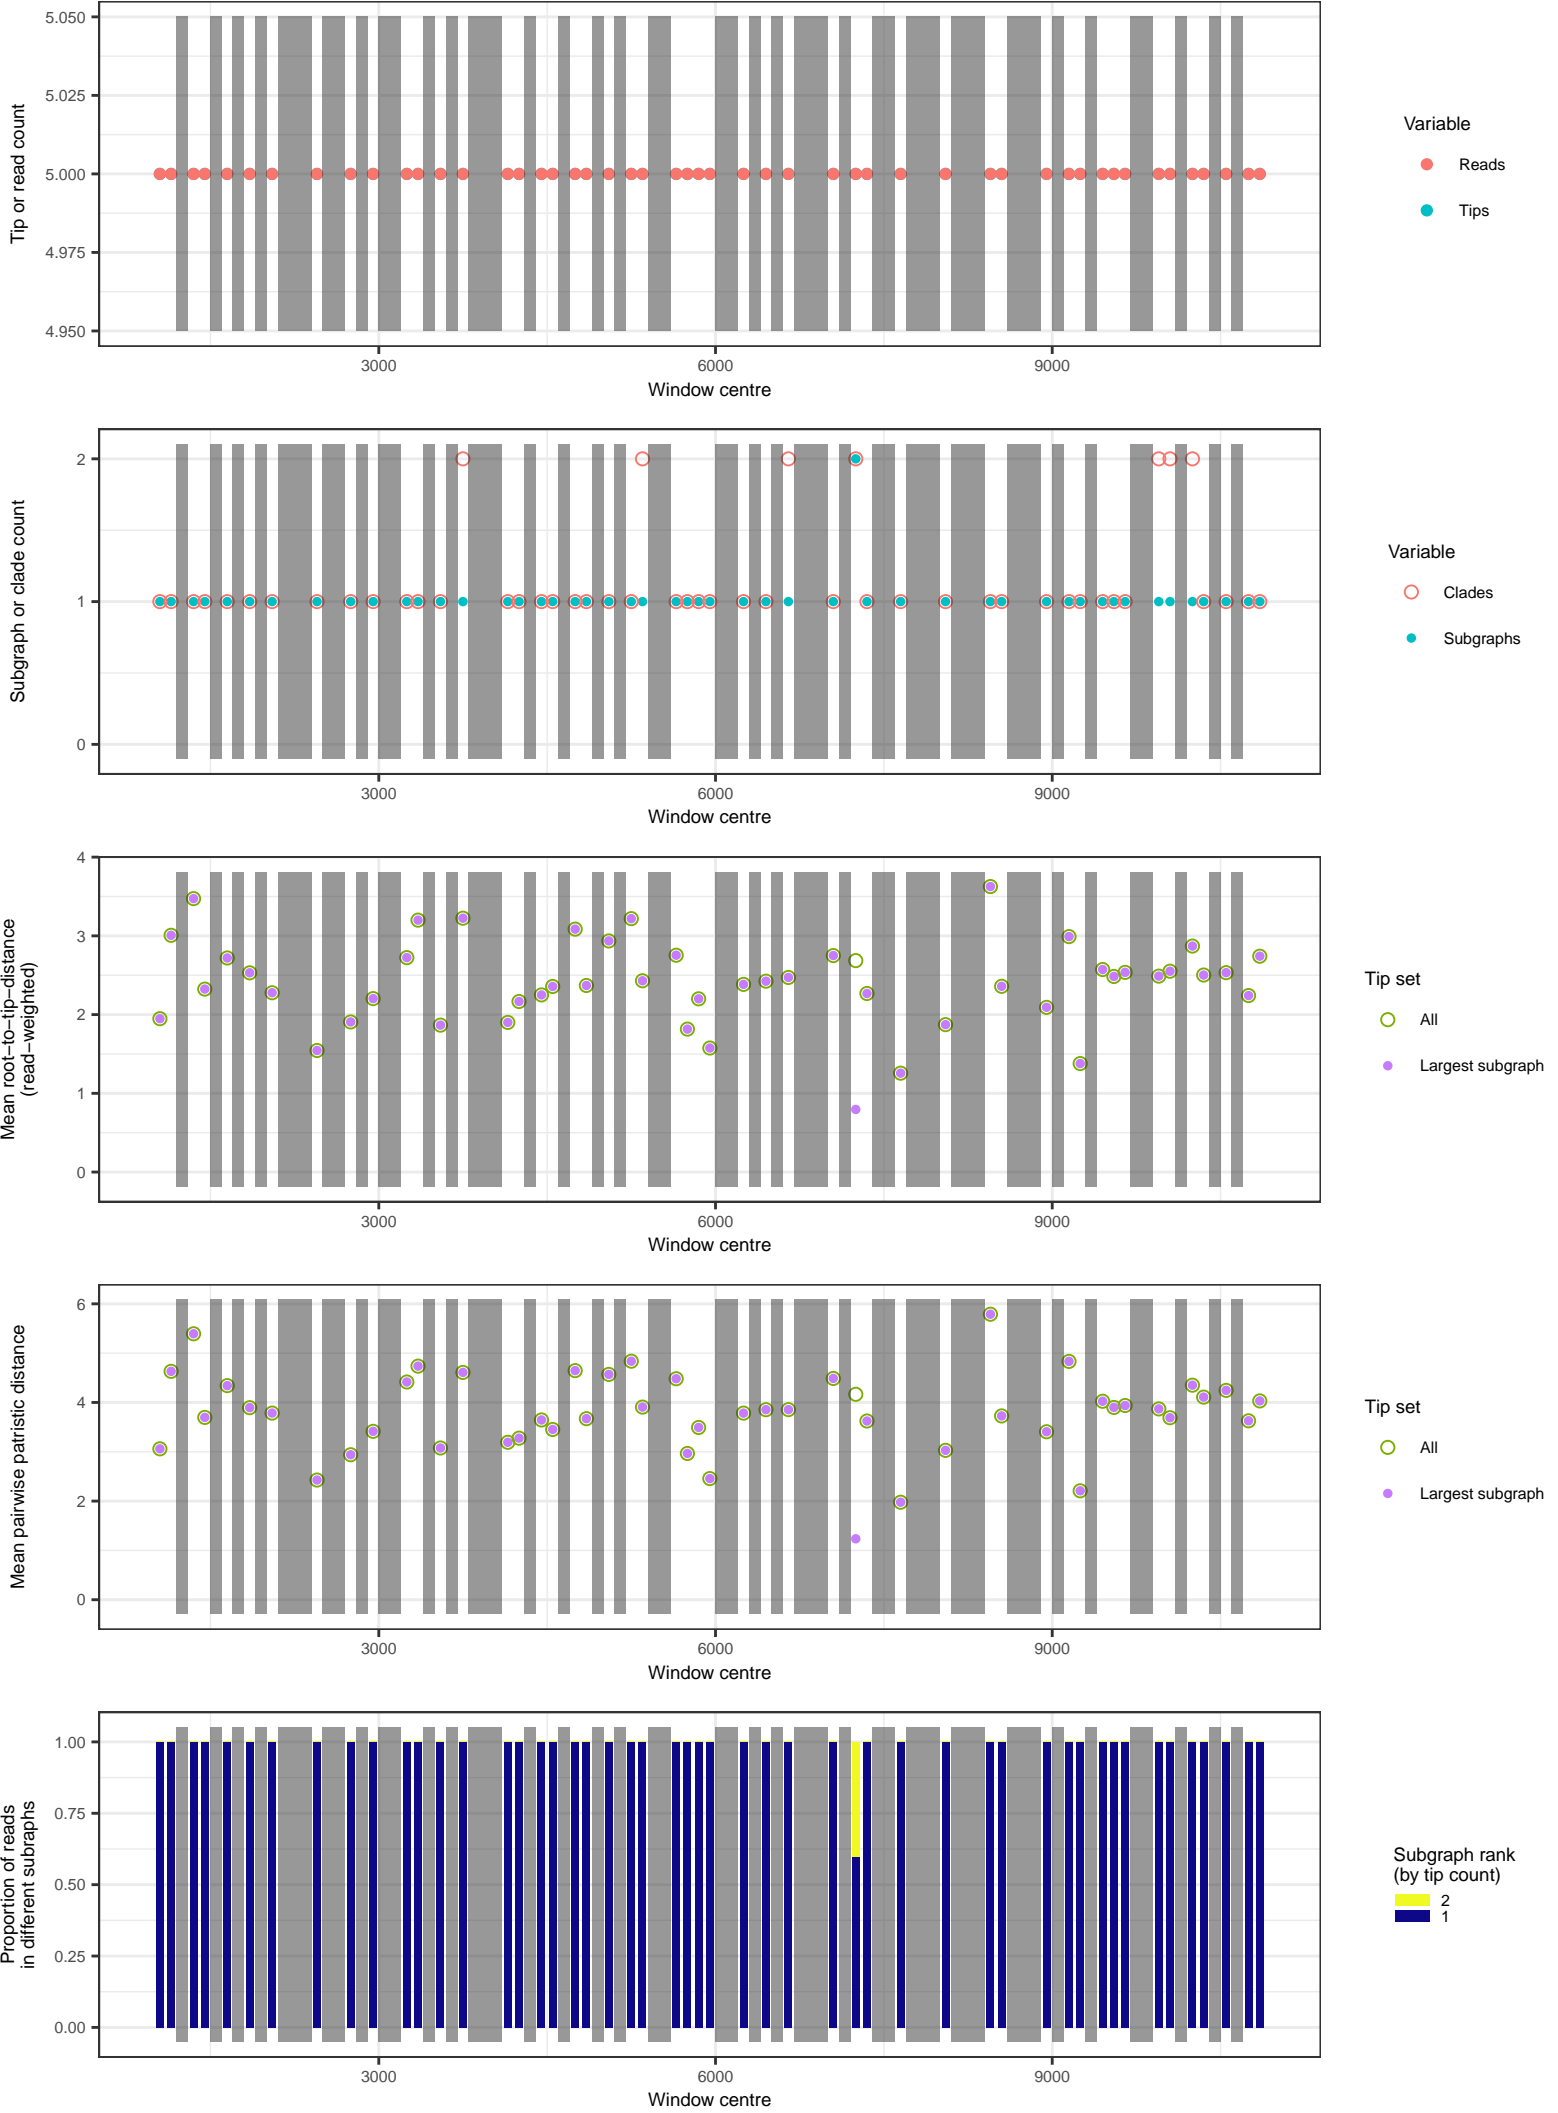 5.050
5.025
5.000
4.975
4.950
Tip or read count
3000 6000 9000
Window centre
Variable
Reads
Tips
2
1
0
Subgraph or clade count
3000 6000 9000
Window centre
Variable
Clades
Subgraphs
4
3
2
1
0
Mean root−to−tip−distance
(read−weighted)
3000 6000 9000
Window centre
Tip set
All
Largest subgraph
6
4
2
0
Mean pairwise patristic distance
3000 6000 9000
Window centre
Tip set
All
Largest subgraph
1.00
0.75
0.50
0.25
0.00
Proportion of reads
in different subraphs
3000 6000 9000
Window centre
Subgraph rank
(by tip count)
2
1